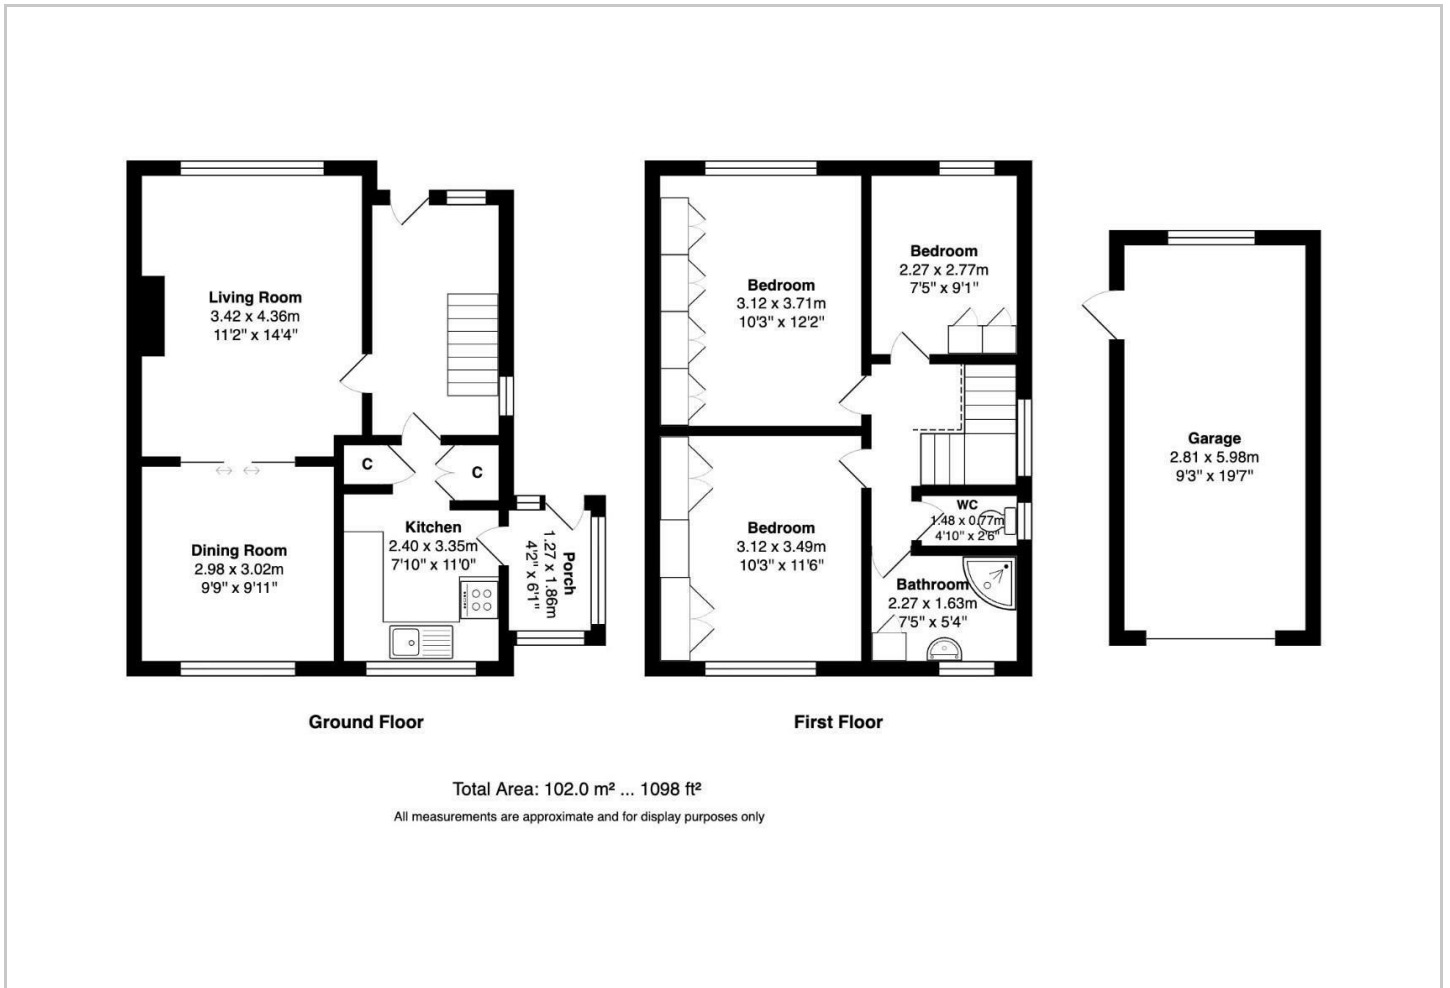 Living Room
3.42 x 4.36m
11'2" x 14'4"
C
C
Kitchen
2.40 x 3.35m
7'10" x 11'0"
Dining Room
2.98 x 3.02m
9'9" x 9'11"
Porch
1.27 x 1.86m
4'2" x 6'1"
Ground Floor
Bedroom
3.12 x 3.71m
10'3" x 12'2"
Bedroom
2.27 x 2.77m
7'5" x 9'1"
Bedroom
3.12 x 3.49m
10'3" x 11'6"
WC
1.48 x 0.77m
4'10" x 2'6"
Bathroom
2.27 x 1.63m
7'5" x 5'4"
First Floor
Garage
2.81 x 5.98m
9'3" x 19'7"
Total Area: 102.0 m² ... 1098 ft²
All measurements are approximate and for display purposes only